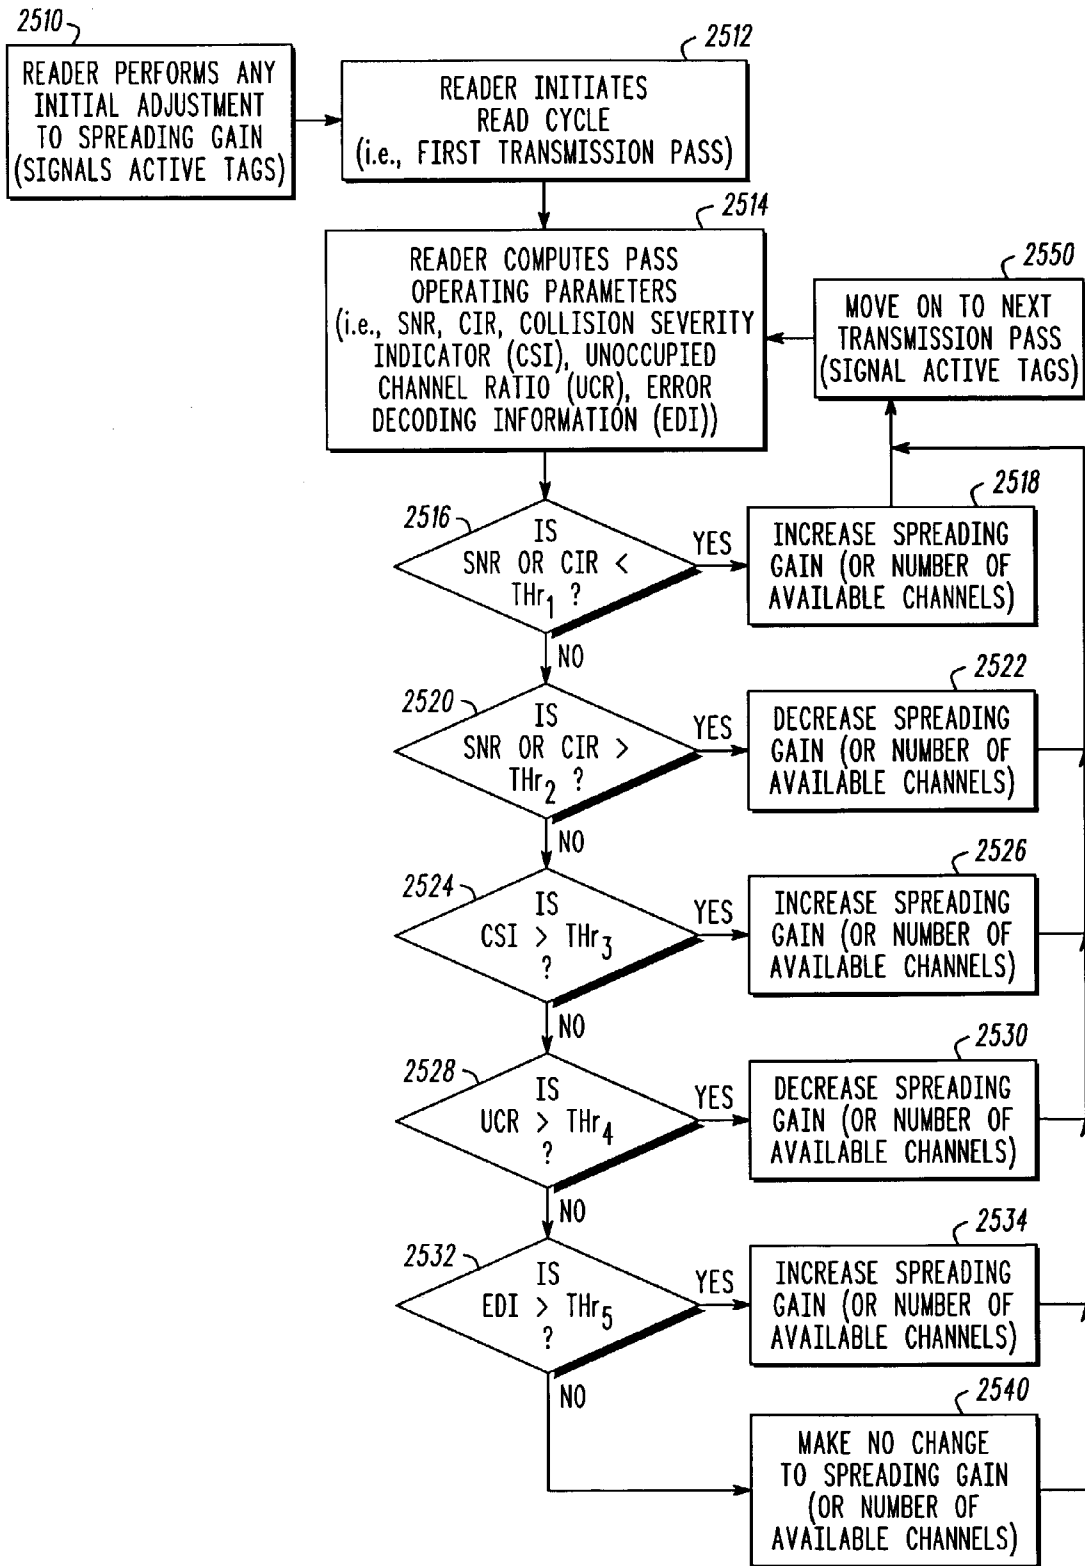 2510
READER PERFORMS ANY
INITIAL ADJUSTMENT
TO SPREADING GAIN
(SIGNALS ACTIVE TAGS)
2512
READER INITIATES
READ CYCLE
(i.e., FIRST TRANSMISSION PASS)
2514
READER COMPUTES PASS
OPERATING PARAMETERS
(i.e., SNR, CIR, COLLISION SEVERITY
INDICATOR (CSI), UNOCCUPIED
CHANNEL RATIO (UCR), ERROR
DECODING INFORMATION (EDI))
2550
MOVE ON TO NEXT
TRANSMISSION PASS
(SIGNAL ACTIVE TAGS)
2516
IS
SNR OR CIR <
THr1 ?
YES
NO
2518
INCREASE SPREADING
GAIN (OR NUMBER OF
AVAILABLE CHANNELS)
2520
IS
SNR OR CIR >
THr2 ?
YES
NO
2522
DECREASE SPREADING
GAIN (OR NUMBER OF
AVAILABLE CHANNELS)
2524
IS
CSI > THr3
?
YES
NO
2526
INCREASE SPREADING
GAIN (OR NUMBER OF
AVAILABLE CHANNELS)
2528
IS
UCR > THr4
?
YES
NO
2530
DECREASE SPREADING
GAIN (OR NUMBER OF
AVAILABLE CHANNELS)
2532
IS
EDI > THr5
?
YES
NO
2534
INCREASE SPREADING
GAIN (OR NUMBER OF
AVAILABLE CHANNELS)
2540
MAKE NO CHANGE
TO SPREADING GAIN
(OR NUMBER OF
AVAILABLE CHANNELS)